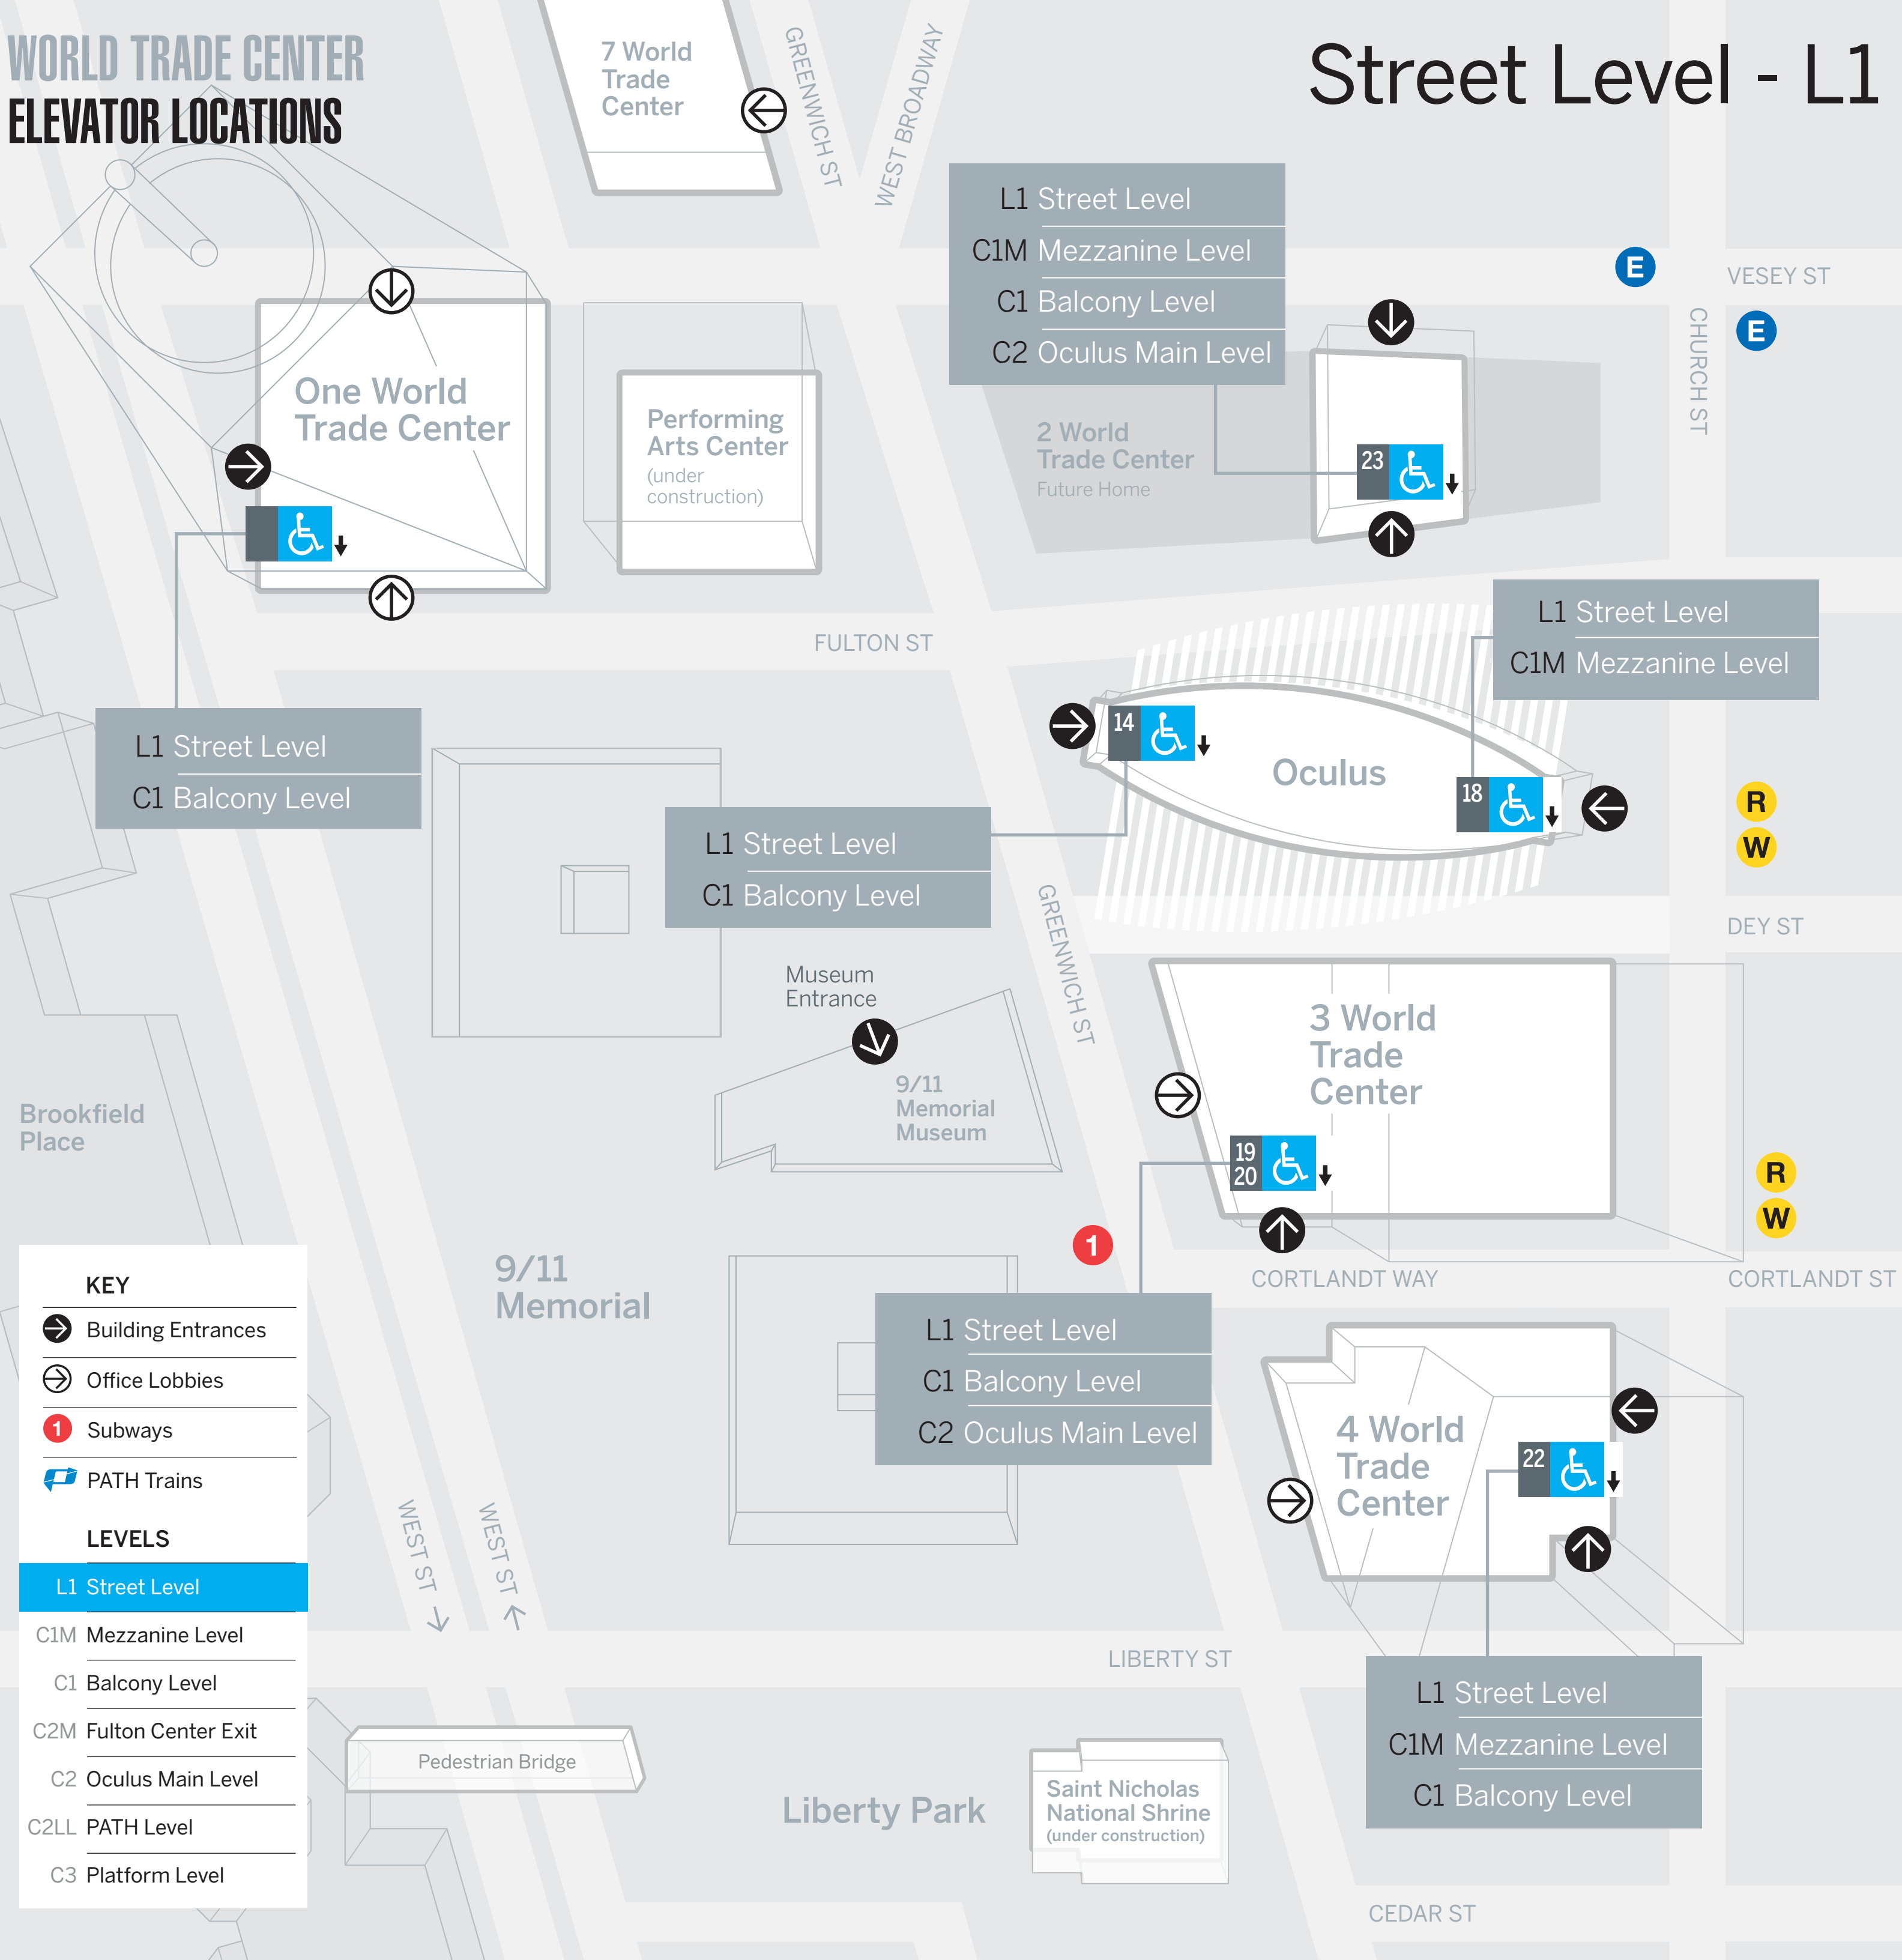 WORLD TRADE CENTER
ELEVATOR LOCATIONS
Street Level - L1
7 World
Trade
Center
GREENWICH ST
WEST BROADWAY
L1 Street Level
C1M Mezzanine Level
C1 Balcony Level
C2 Oculus Main Level
E
VESEY ST
E
CHURCH ST
One World
Trade Center
Performing
Arts Center
(under
construction)
2 World
Trade Center
Future Home
23
L1 Street Level
C1M Mezzanine Level
FULTON ST
L1 Street Level
C1 Balcony Level
14
Oculus
18
R
W
L1 Street Level
C1 Balcony Level
GREENWICH ST
DEY ST
Museum
Entrance
9/11
Memorial
Museum
3 World
Trade
Center
19
20
Brookfield
Place
R
W
1
CORTLANDT WAY
CORTLANDT ST
9/11
Memorial
L1 Street Level
C1 Balcony Level
C2 Oculus Main Level
4 World
Trade
Center
22
KEY
Building Entrances
Office Lobbies
1 Subways
PATH Trains
LEVELS
L1 Street Level
C1M Mezzanine Level
C1 Balcony Level
C2M Fulton Center Exit
C2 Oculus Main Level
C2LL PATH Level
C3 Platform Level
WEST ST
WEST ST
LIBERTY ST
L1 Street Level
C1M Mezzanine Level
C1 Balcony Level
Pedestrian Bridge
Liberty Park
Saint Nicholas
National Shrine
(under construction)
CEDAR ST